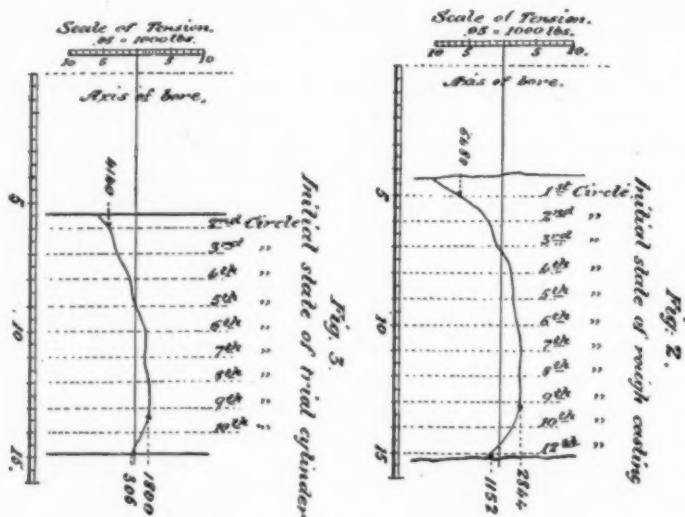 Scale of Tension.
.05 = 1000 lbs.
10 5 5 10
Axis of bore.
4140
5
10
15.
2nd Circle
3rd "
4th "
5th "
6th "
7th "
8th "
9th "
10th "
306
1800
Initial state of trial cylinder
Fig. 3.
Scale of Tension.
.05 = 1000 lbs.
10 5 5 10.
Axis of bore.
5
10
15
1st Circle
2nd "
3rd "
4th "
5th "
6th "
7th "
8th "
9th "
10th "
12th "
1152
2844
Initial state of rough casting
Fig. 2.